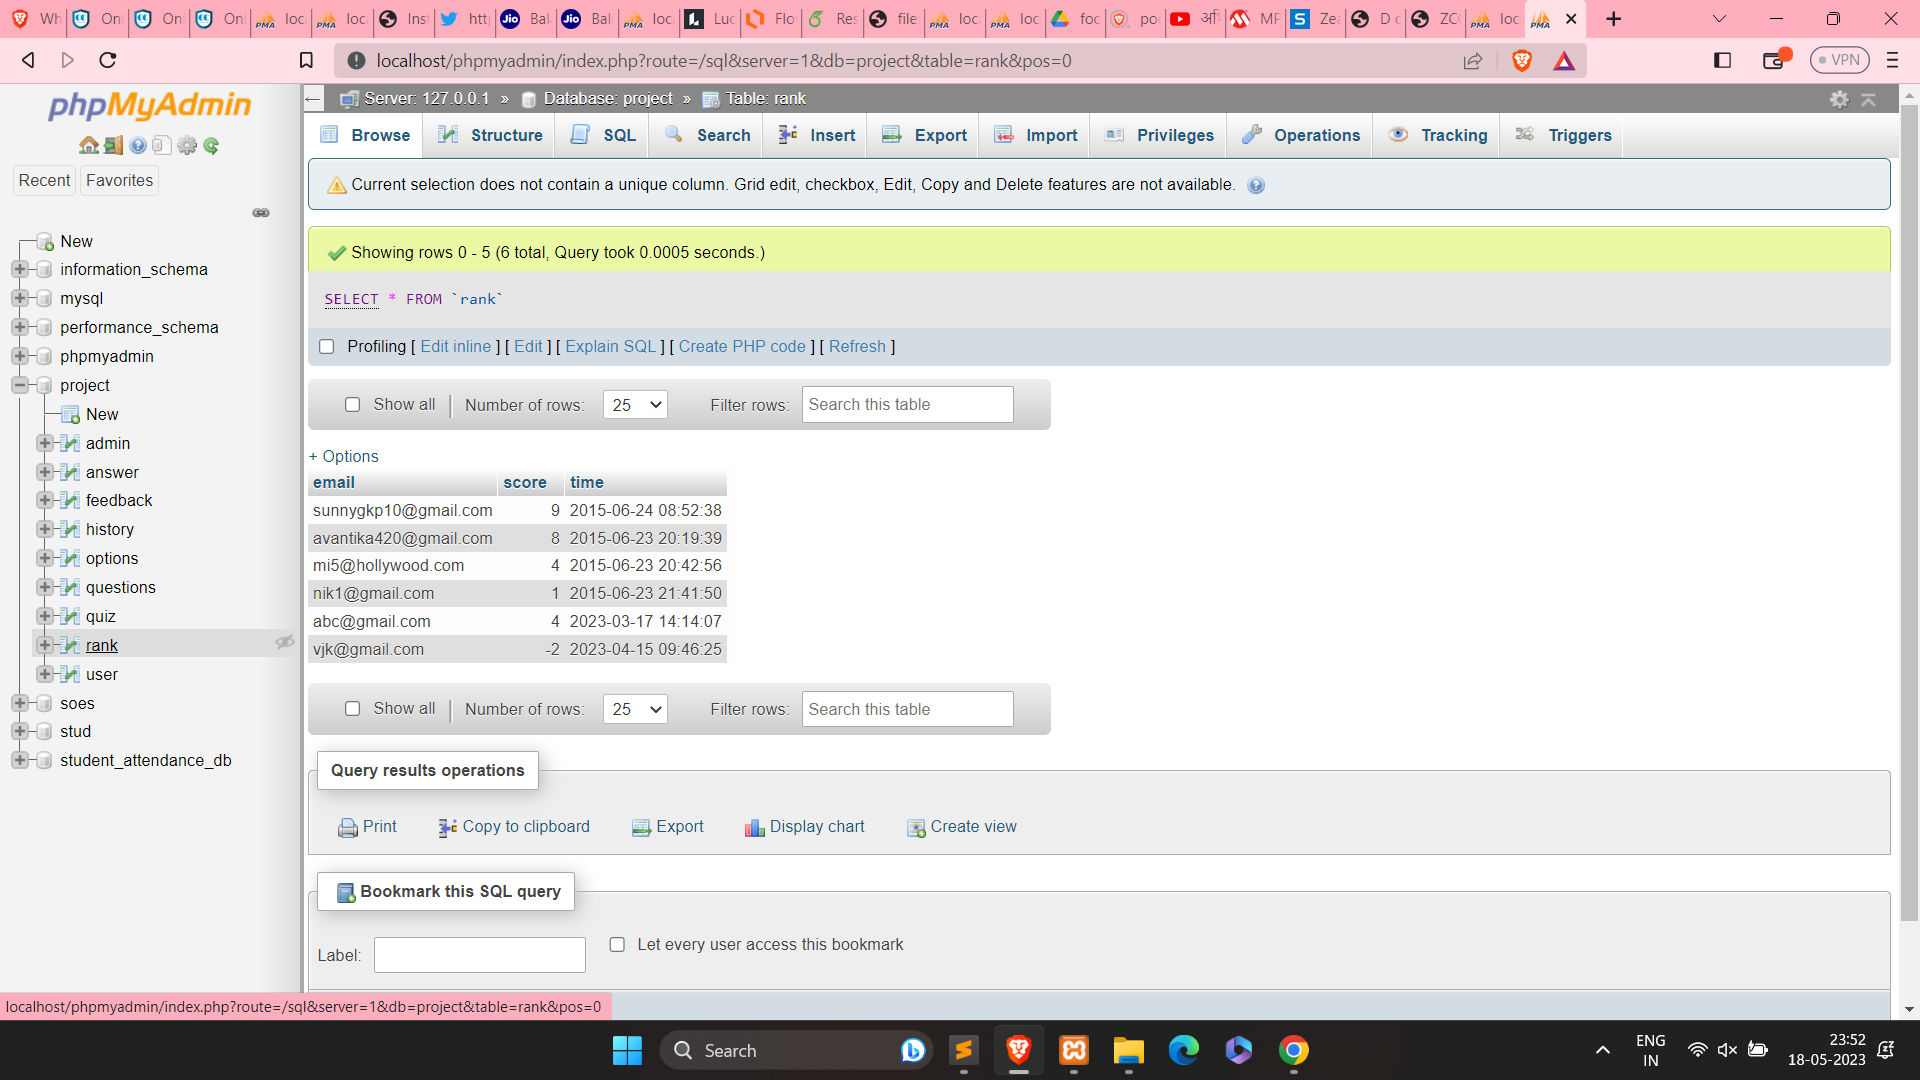 Wh
On
On
On
loc
loc
Inst
http
Bal
Bal
loca
Luc
Flo
Res
file
loca
loc
foc
poc
MP
Zea
D c
ZC
loc
localhost/phpmyadmin/index.php?route=/sql&server=1&db=project&table=rank&pos=0
VPN
phpMyAdmin
Recent
Favorites
New
information_schema
mysql
performance_schema
phpmyadmin
project
New
admin
answer
feedback
history
options
questions
quiz
rank
user
soes
stud
student_attendance_db
Server: 127.0.0.1 » Database: project » Table: rank
Browse Structure SQL Search Insert Export Import Privileges Operations Tracking Triggers
Current selection does not contain a unique column. Grid edit, checkbox, Edit, Copy and Delete features are not available.
Showing rows 0 - 5 (6 total, Query took 0.0005 seconds.)
SELECT * FROM `rank`
Profiling [ Edit inline ] [ Edit ] [ Explain SQL ] [ Create PHP code ] [ Refresh ]
Show all | Number of rows: 25 Filter rows: Search this table
+ Options
email score time
sunnygkp10@gmail.com 9 2015-06-24 08:52:38
avantika420@gmail.com 8 2015-06-23 20:19:39
mi5@hollywood.com 4 2015-06-23 20:42:56
nik1@gmail.com 1 2015-06-23 21:41:50
abc@gmail.com 4 2023-03-17 14:14:07
vjk@gmail.com -2 2023-04-15 09:46:25
Show all | Number of rows: 25 Filter rows: Search this table
Query results operations
Print Copy to clipboard Export Display chart Create view
Bookmark this SQL query
Label:
Let every user access this bookmark
localhost/phpmyadmin/index.php?route=/sql&server=1&db=project&table=rank&pos=0
Search
ENG
IN
23:52
18-05-2023